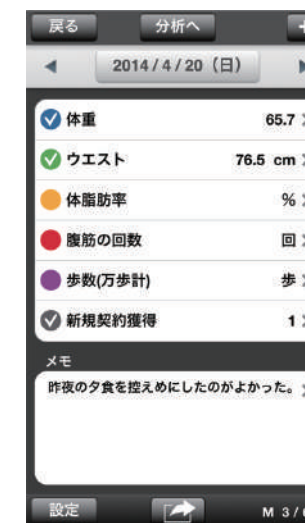 戻る 分析へ
2014/4/20（日）
体重 65.7
ウエスト 76.5 cm
体脂肪率 %
腹筋の回数 回
歩数(万歩計) 歩
新規契約獲得 1
メモ
昨夜の夕食を控えめにしたのがよかった。
設定 M 3/